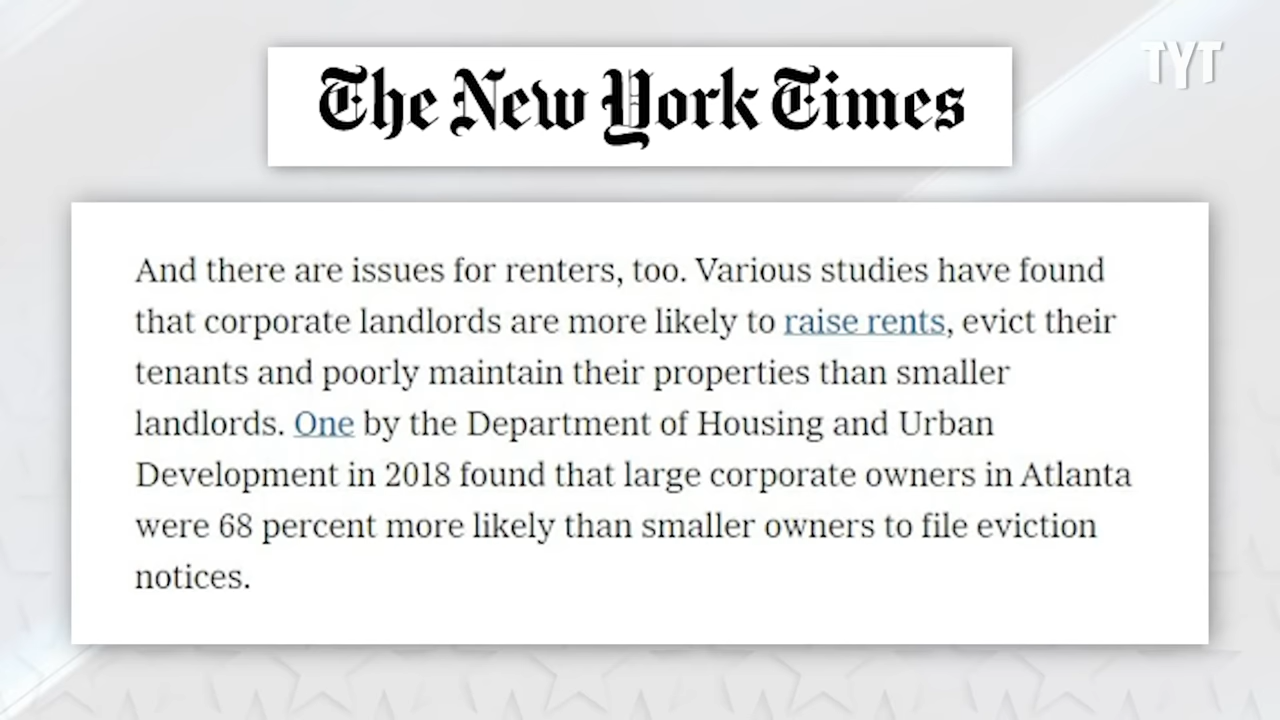 TYT
The New York Times
And there are issues for renters, too. Various studies have found
that corporate landlords are more likely to raise rents, evict their
tenants and poorly maintain their properties than smaller
landlords. One by the Department of Housing and Urban
Development in 2018 found that large corporate owners in Atlanta
were 68 percent more likely than smaller owners to file eviction
notices.